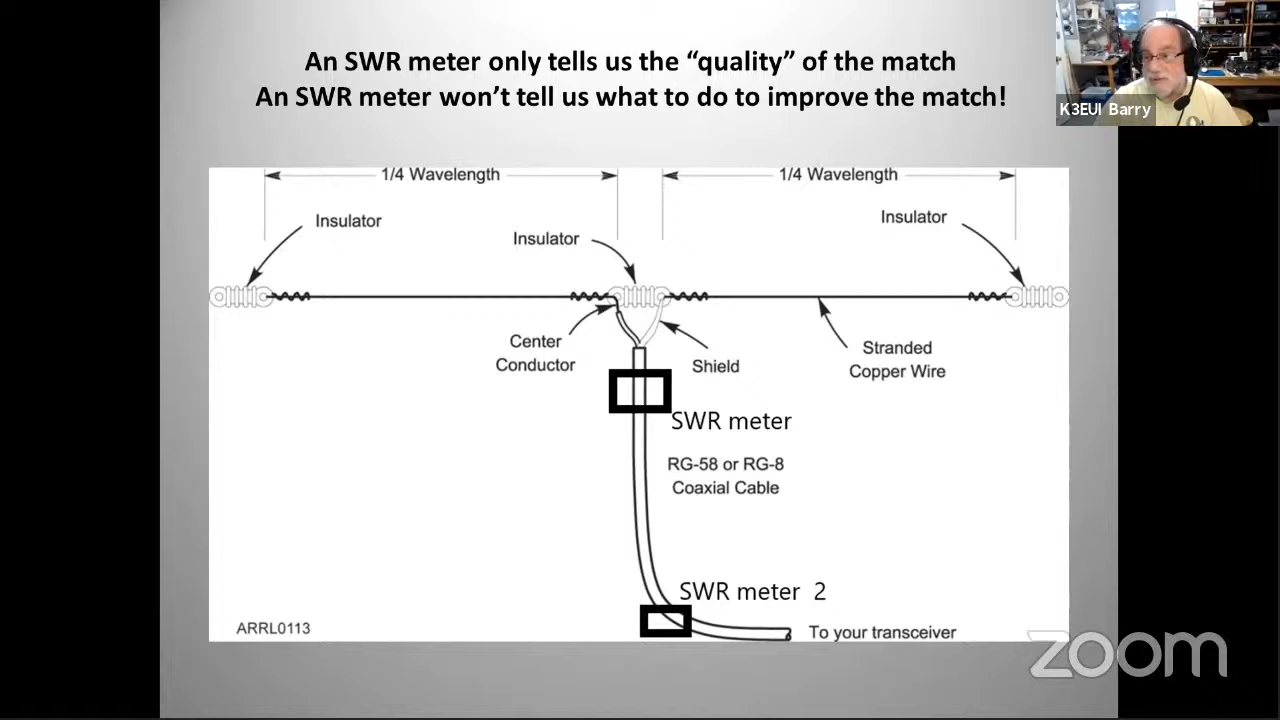 An SWR meter only tells us the “quality” of the match
An SWR meter won’t tell us what to do to improve the match!
K3EUI Barry
1/4 Wavelength
1/4 Wavelength
Insulator
Insulator
Insulator
Center
Conductor
Shield
Stranded
Copper Wire
SWR meter
RG-58 or RG-8
Coaxial Cable
SWR meter 2
ARRL0113
To your transceiver
zoom